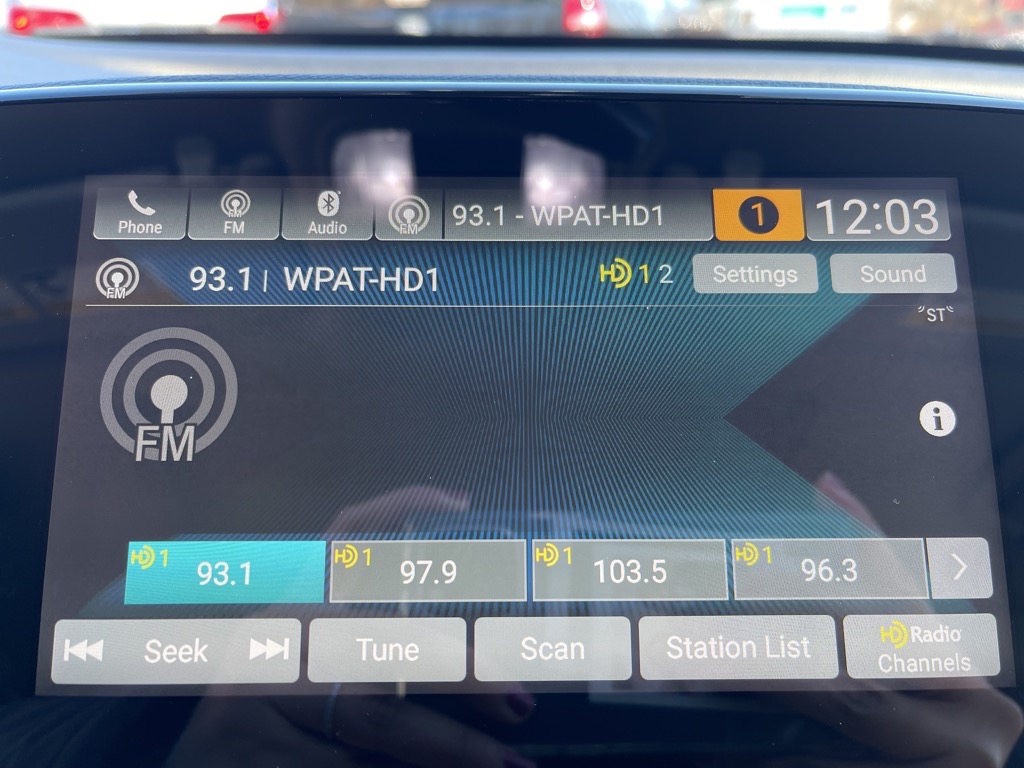 Phone
FM
FM
Audio
FM
93.1 - WPAT-HD1
1
12:03
FM
93.1 | WPAT-HD1
HD 1 2
Settings
Sound
ST
FM
i
HD 1
93.1
HD 1
97.9
HD 1
103.5
HD 1
96.3
Seek
Tune
Scan
Station List
HD Radio
Channels